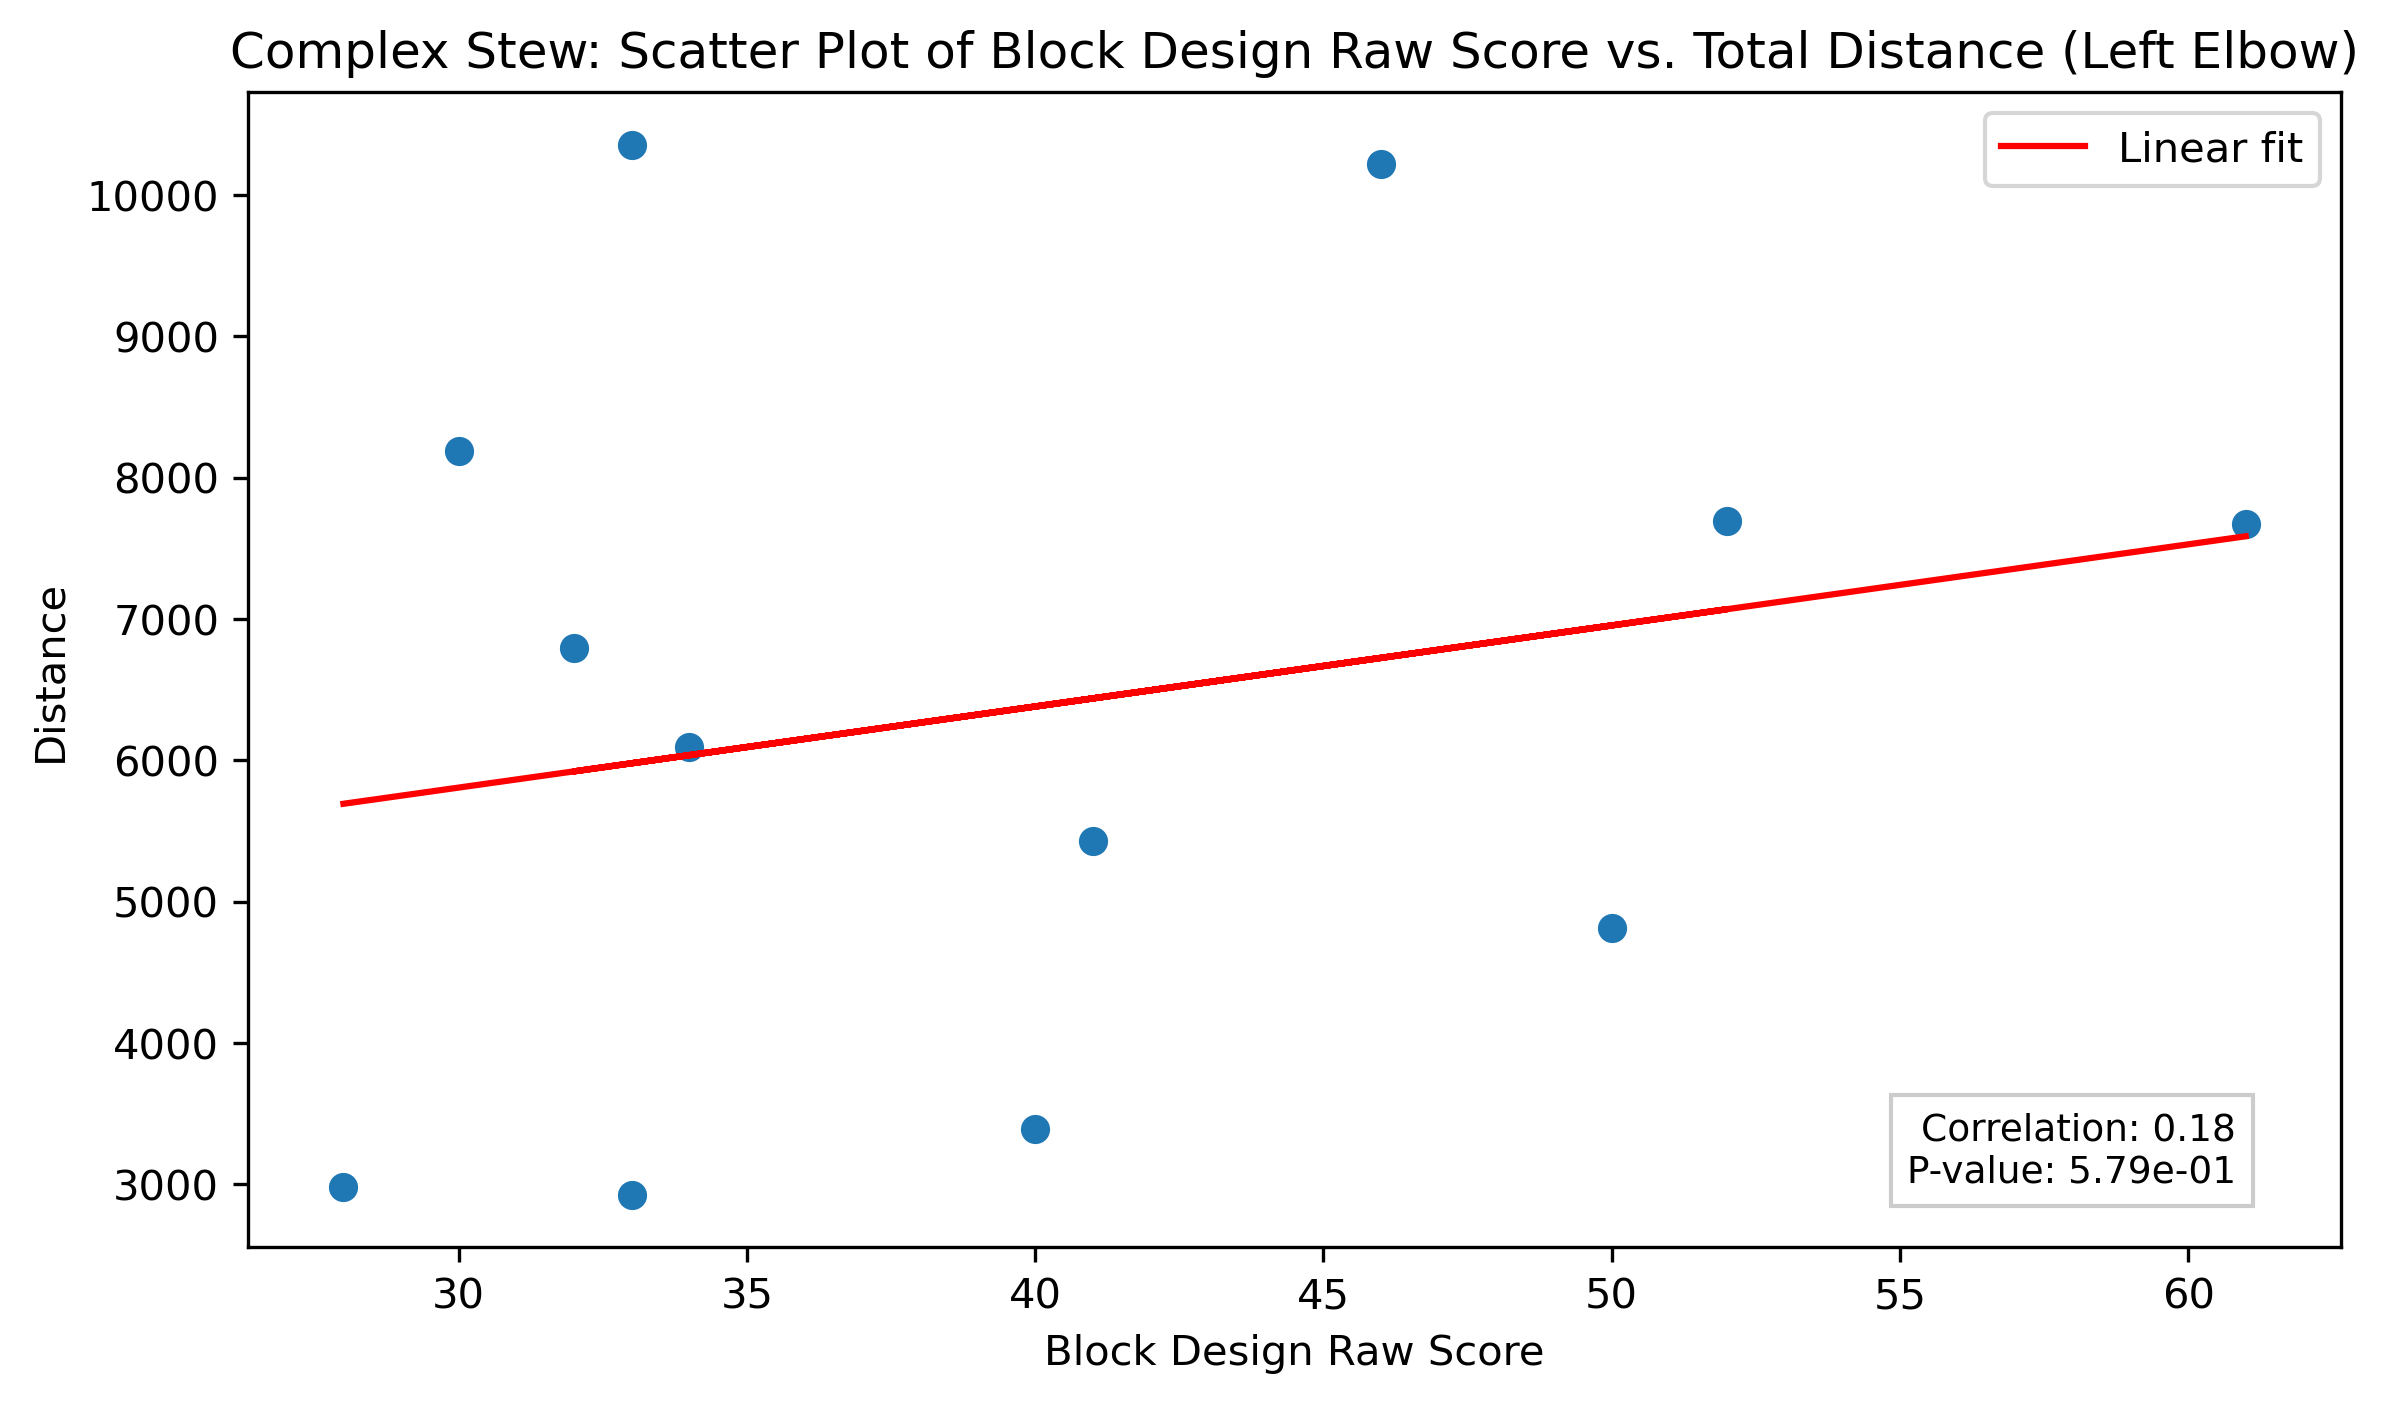 Complex Stew: Scatter Plot of Block Design Raw Score vs. Total Distance (Left Elbow)
Linear fit
10000
9000
8000
7000
6000
5000
4000
3000
Distance
Correlation: 0.18
P-value: 5.79e-01
30 35 40 45 50 55 60
Block Design Raw Score